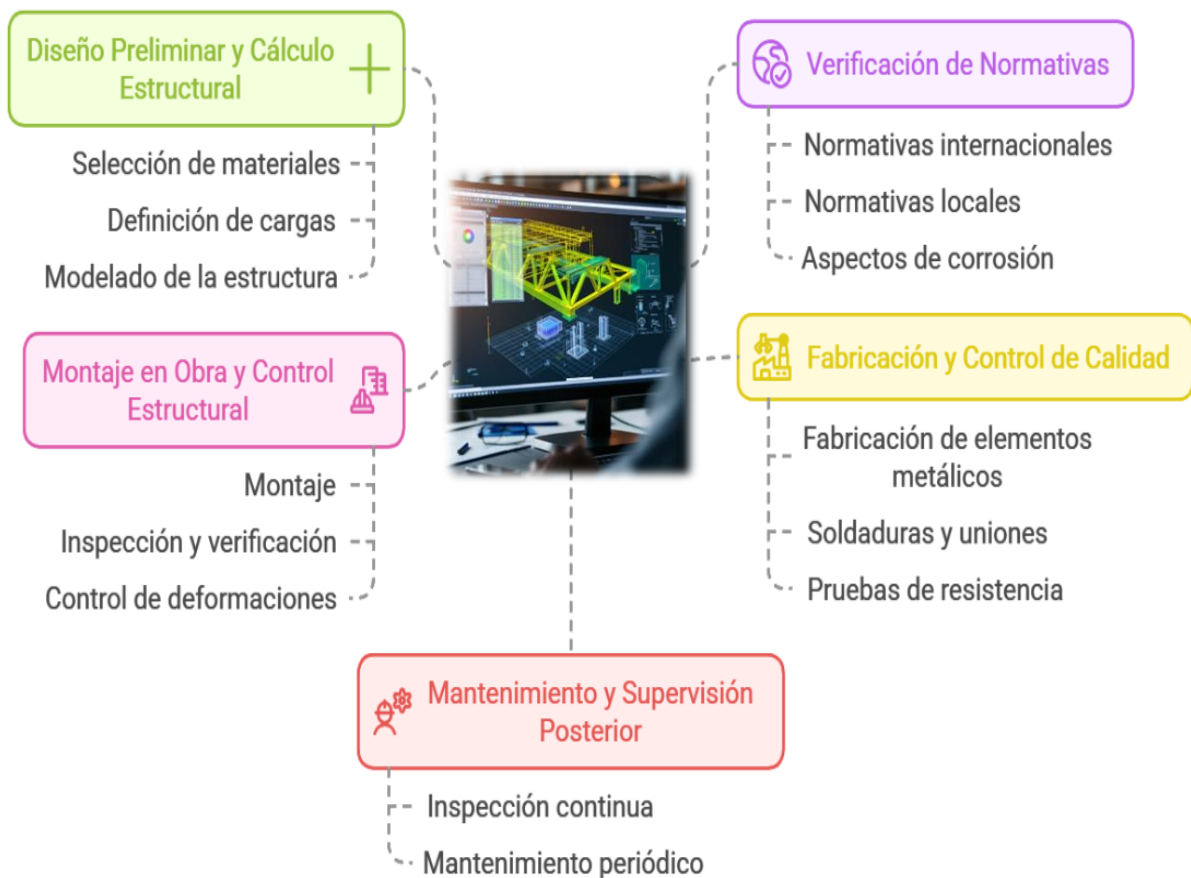 Diseño Preliminar y Cálculo
Estructural
Selección de materiales
Definición de cargas
Modelado de la estructura
Verificación de Normativas
Normativas internacionales
Normativas locales
Aspectos de corrosión
Montaje en Obra y Control
Estructural
Montaje
Inspección y verificación
Control de deformaciones
Fabricación y Control de Calidad
Fabricación de elementos
metálicos
Soldaduras y uniones
Pruebas de resistencia
Mantenimiento y Supervisión
Posterior
Inspección continua
Mantenimiento periódico